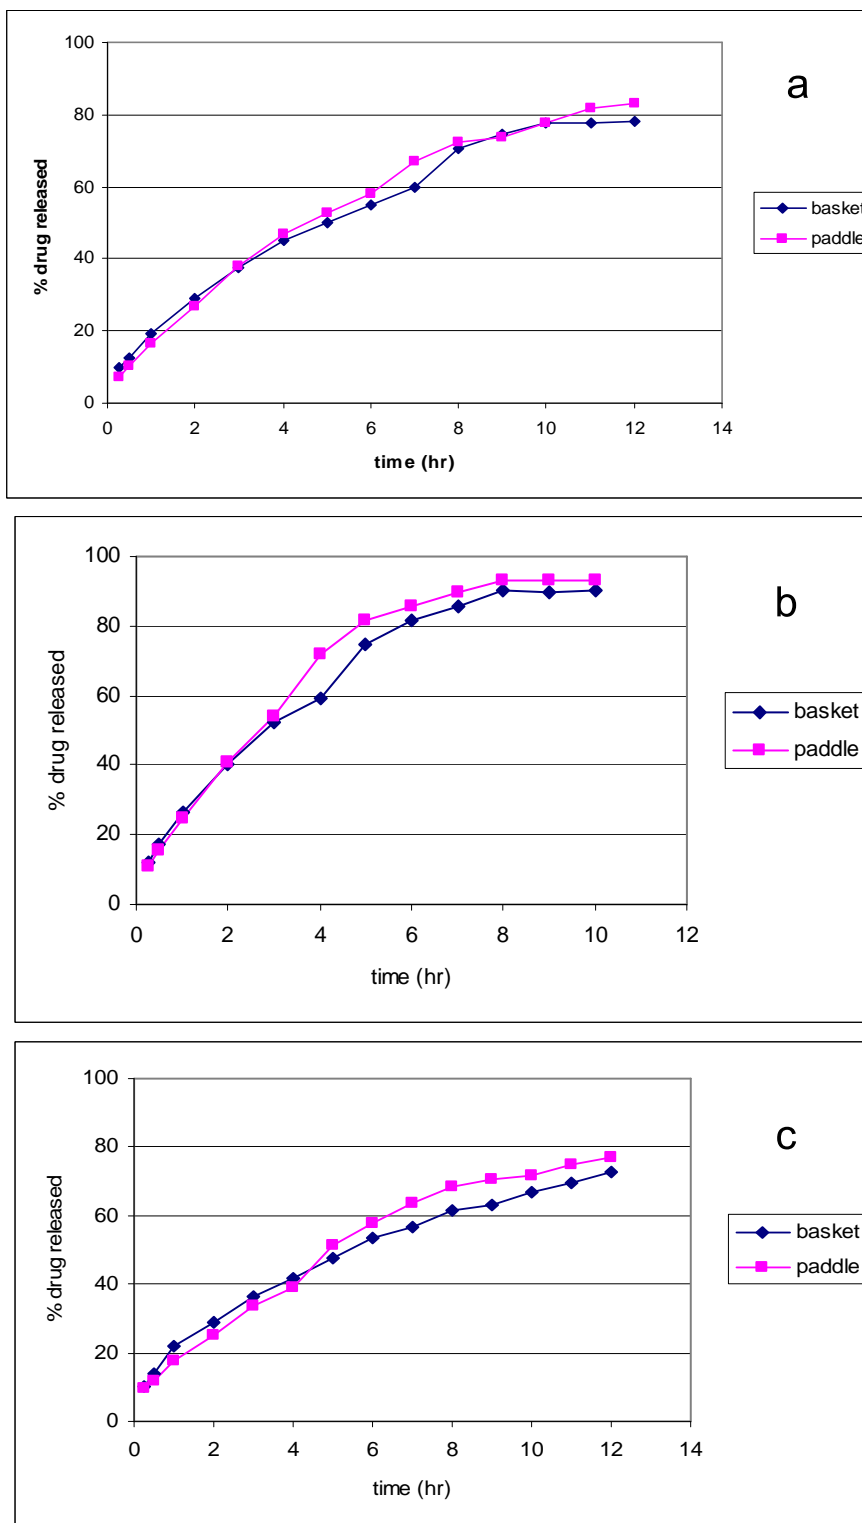 100
80
60
40
20
0
% drug released
0 2 4 6 8 10 12 14
time (hr)
a
basket
paddle
100
80
60
40
20
0
% drug released
0 2 4 6 8 10 12
time (hr)
b
basket
paddle
100
80
60
40
20
0
% drug released
0 2 4 6 8 10 12 14
time (hr)
c
basket
paddle